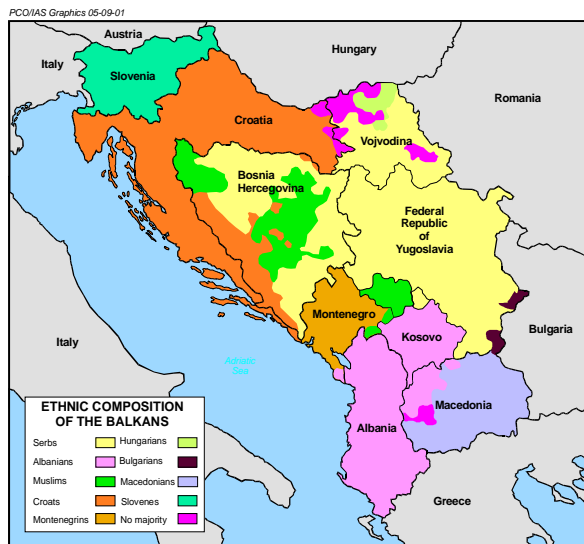 PCO/IAS Graphics 05-09-01
Austria
Hungary
Italy
Slovenia
Romania
Croatia
Vojvodina
Bosnia
Hercegovina
Federal
Republic
of
Yugoslavia
Montenegro
Kosovo
Bulgaria
Italy
Adriatic
Sea
Macedonia
Albania
Greece
ETHNIC COMPOSITION
OF THE BALKANS
Serbs Hungarians
Albanians Bulgarians
Muslims Macedonians
Croats Slovenes
Montenegrins No majority